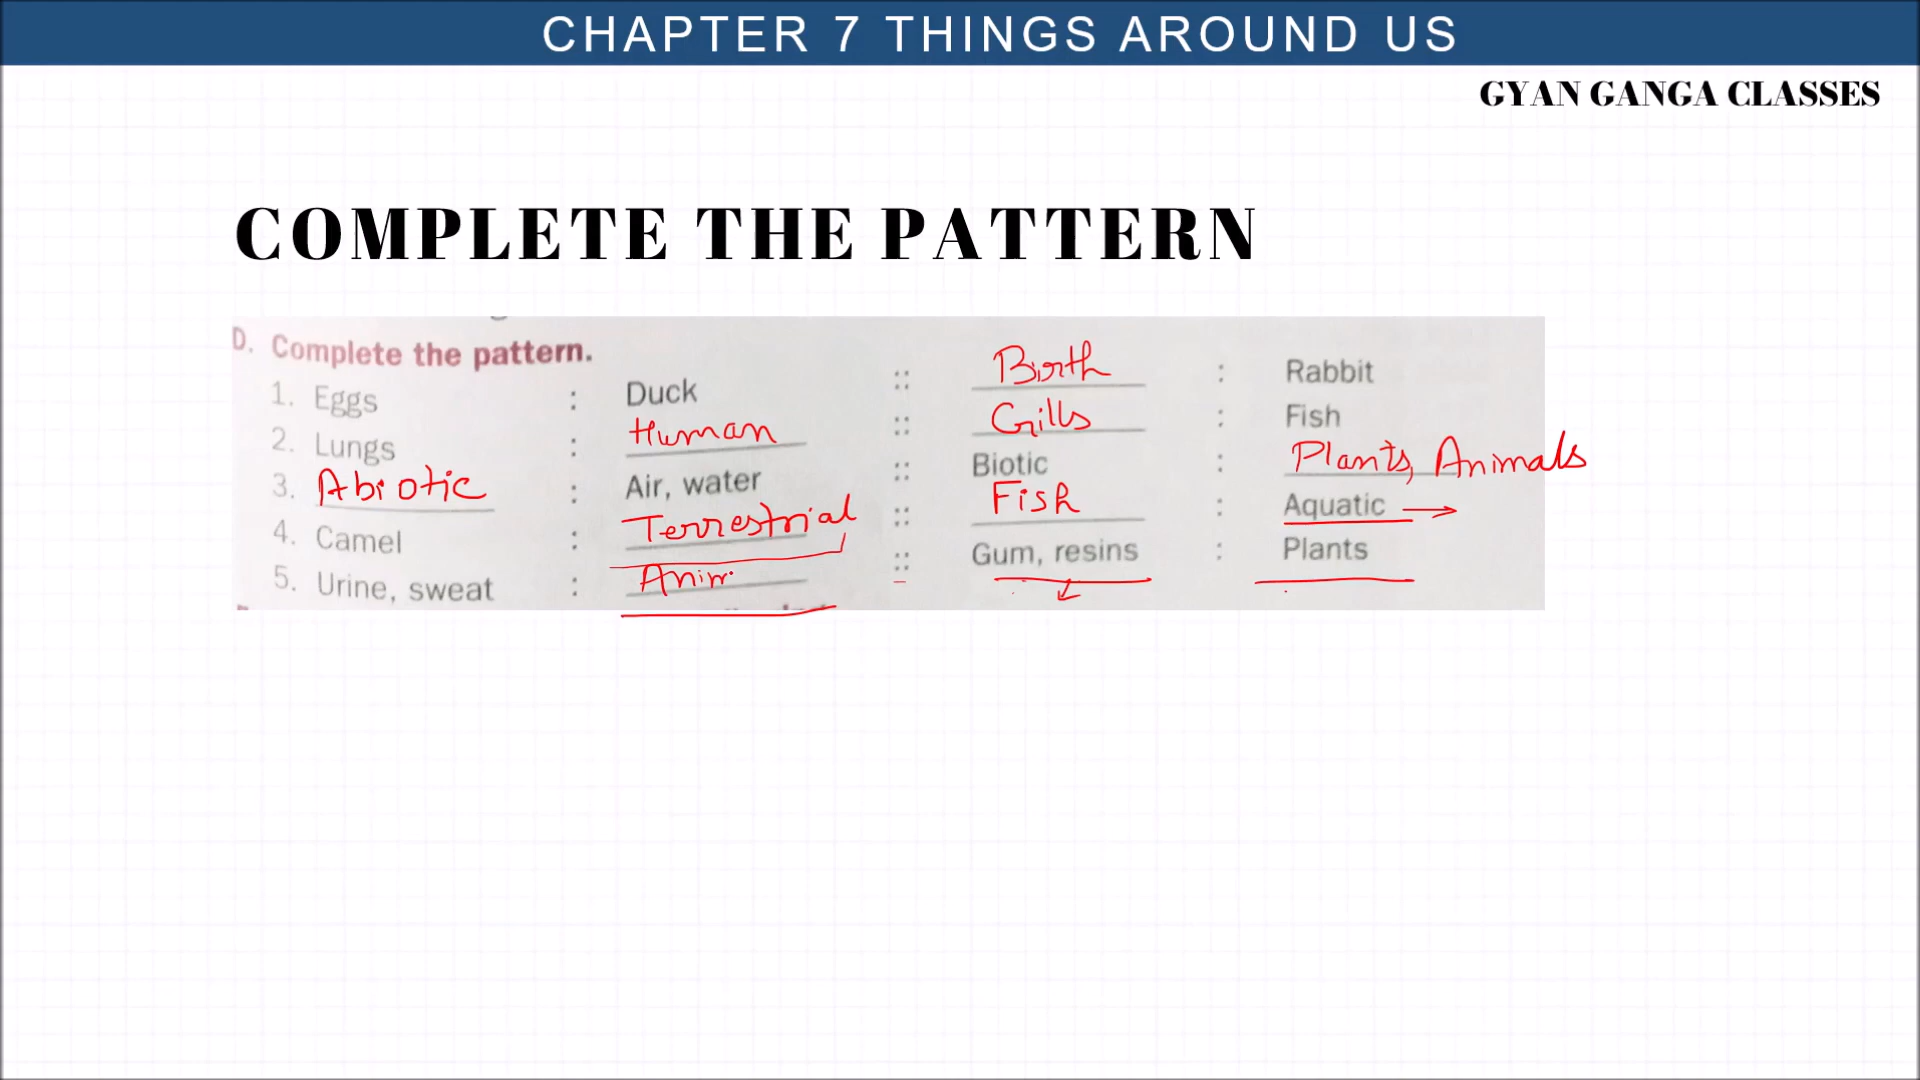 CHAPTER 7 THINGS AROUND US
GYAN GANGA CLASSES
COMPLETE THE PATTERN
D. Complete the pattern.
1. Eggs : Duck :: Birth : Rabbit
2. Lungs : Human :: Gills : Fish
3. Abiotic : Air, water :: Biotic : Plants, Animals
4. Camel : Terrestrial :: Fish : Aquatic →
5. Urine, sweat : Anim :: Gum, resins : Plants